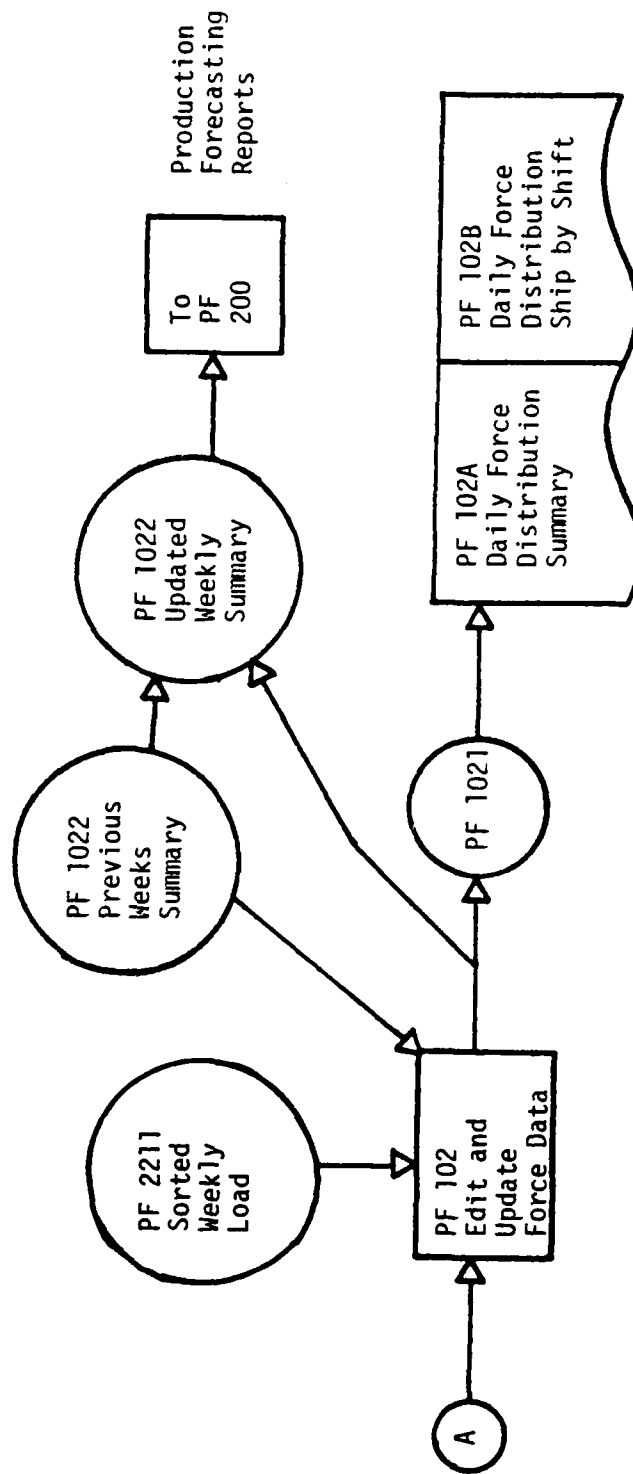 A
PF 102
Edit and
Update
Force Data
PF 2211
Sorted
Weekly
Load
PF 1022
Previous
Weeks
Summary
PF 1022
Updated
Weekly
Summary
To
PF
200
Production
Forecasting
Reports
PF 1021
PF 102A
Daily Force
Distribution
Summary
PF 102B
Daily Force
Distribution
Ship by Shift